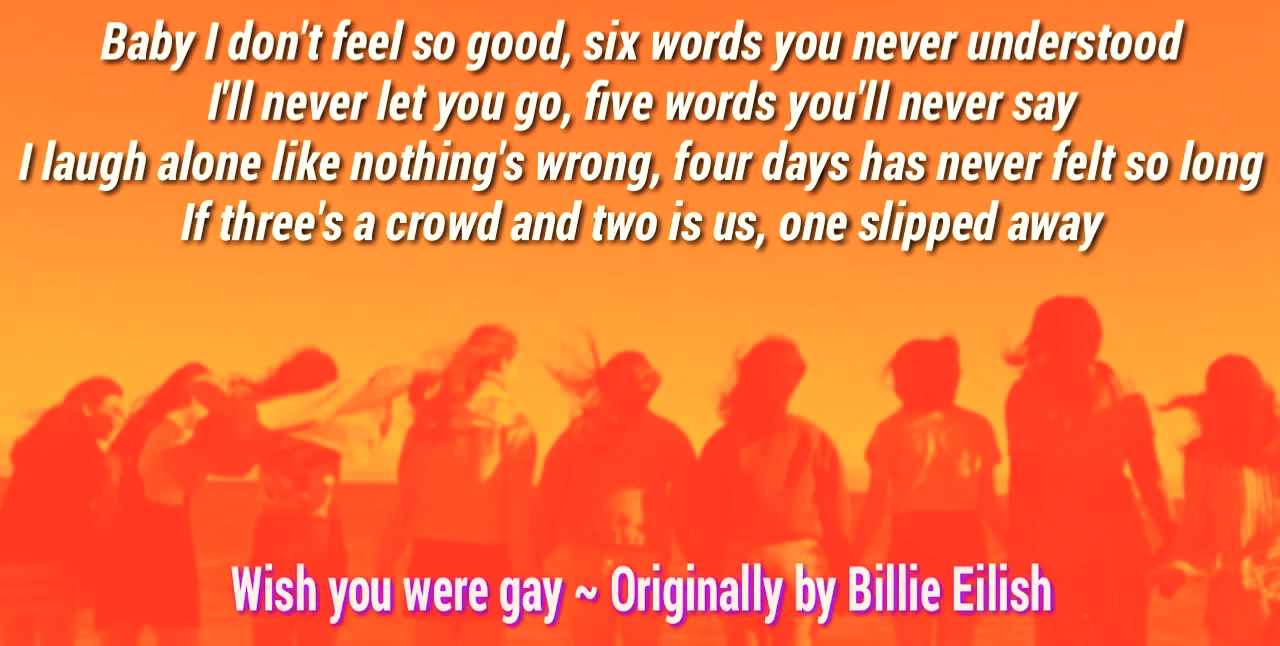 Baby I don't feel so good, six words you never understood
I'll never let you go, five words you'll never say
I laugh alone like nothing's wrong, four days has never felt so long
If three's a crowd and two is us, one slipped away
Wish you were gay ~ Originally by Billie Eilish